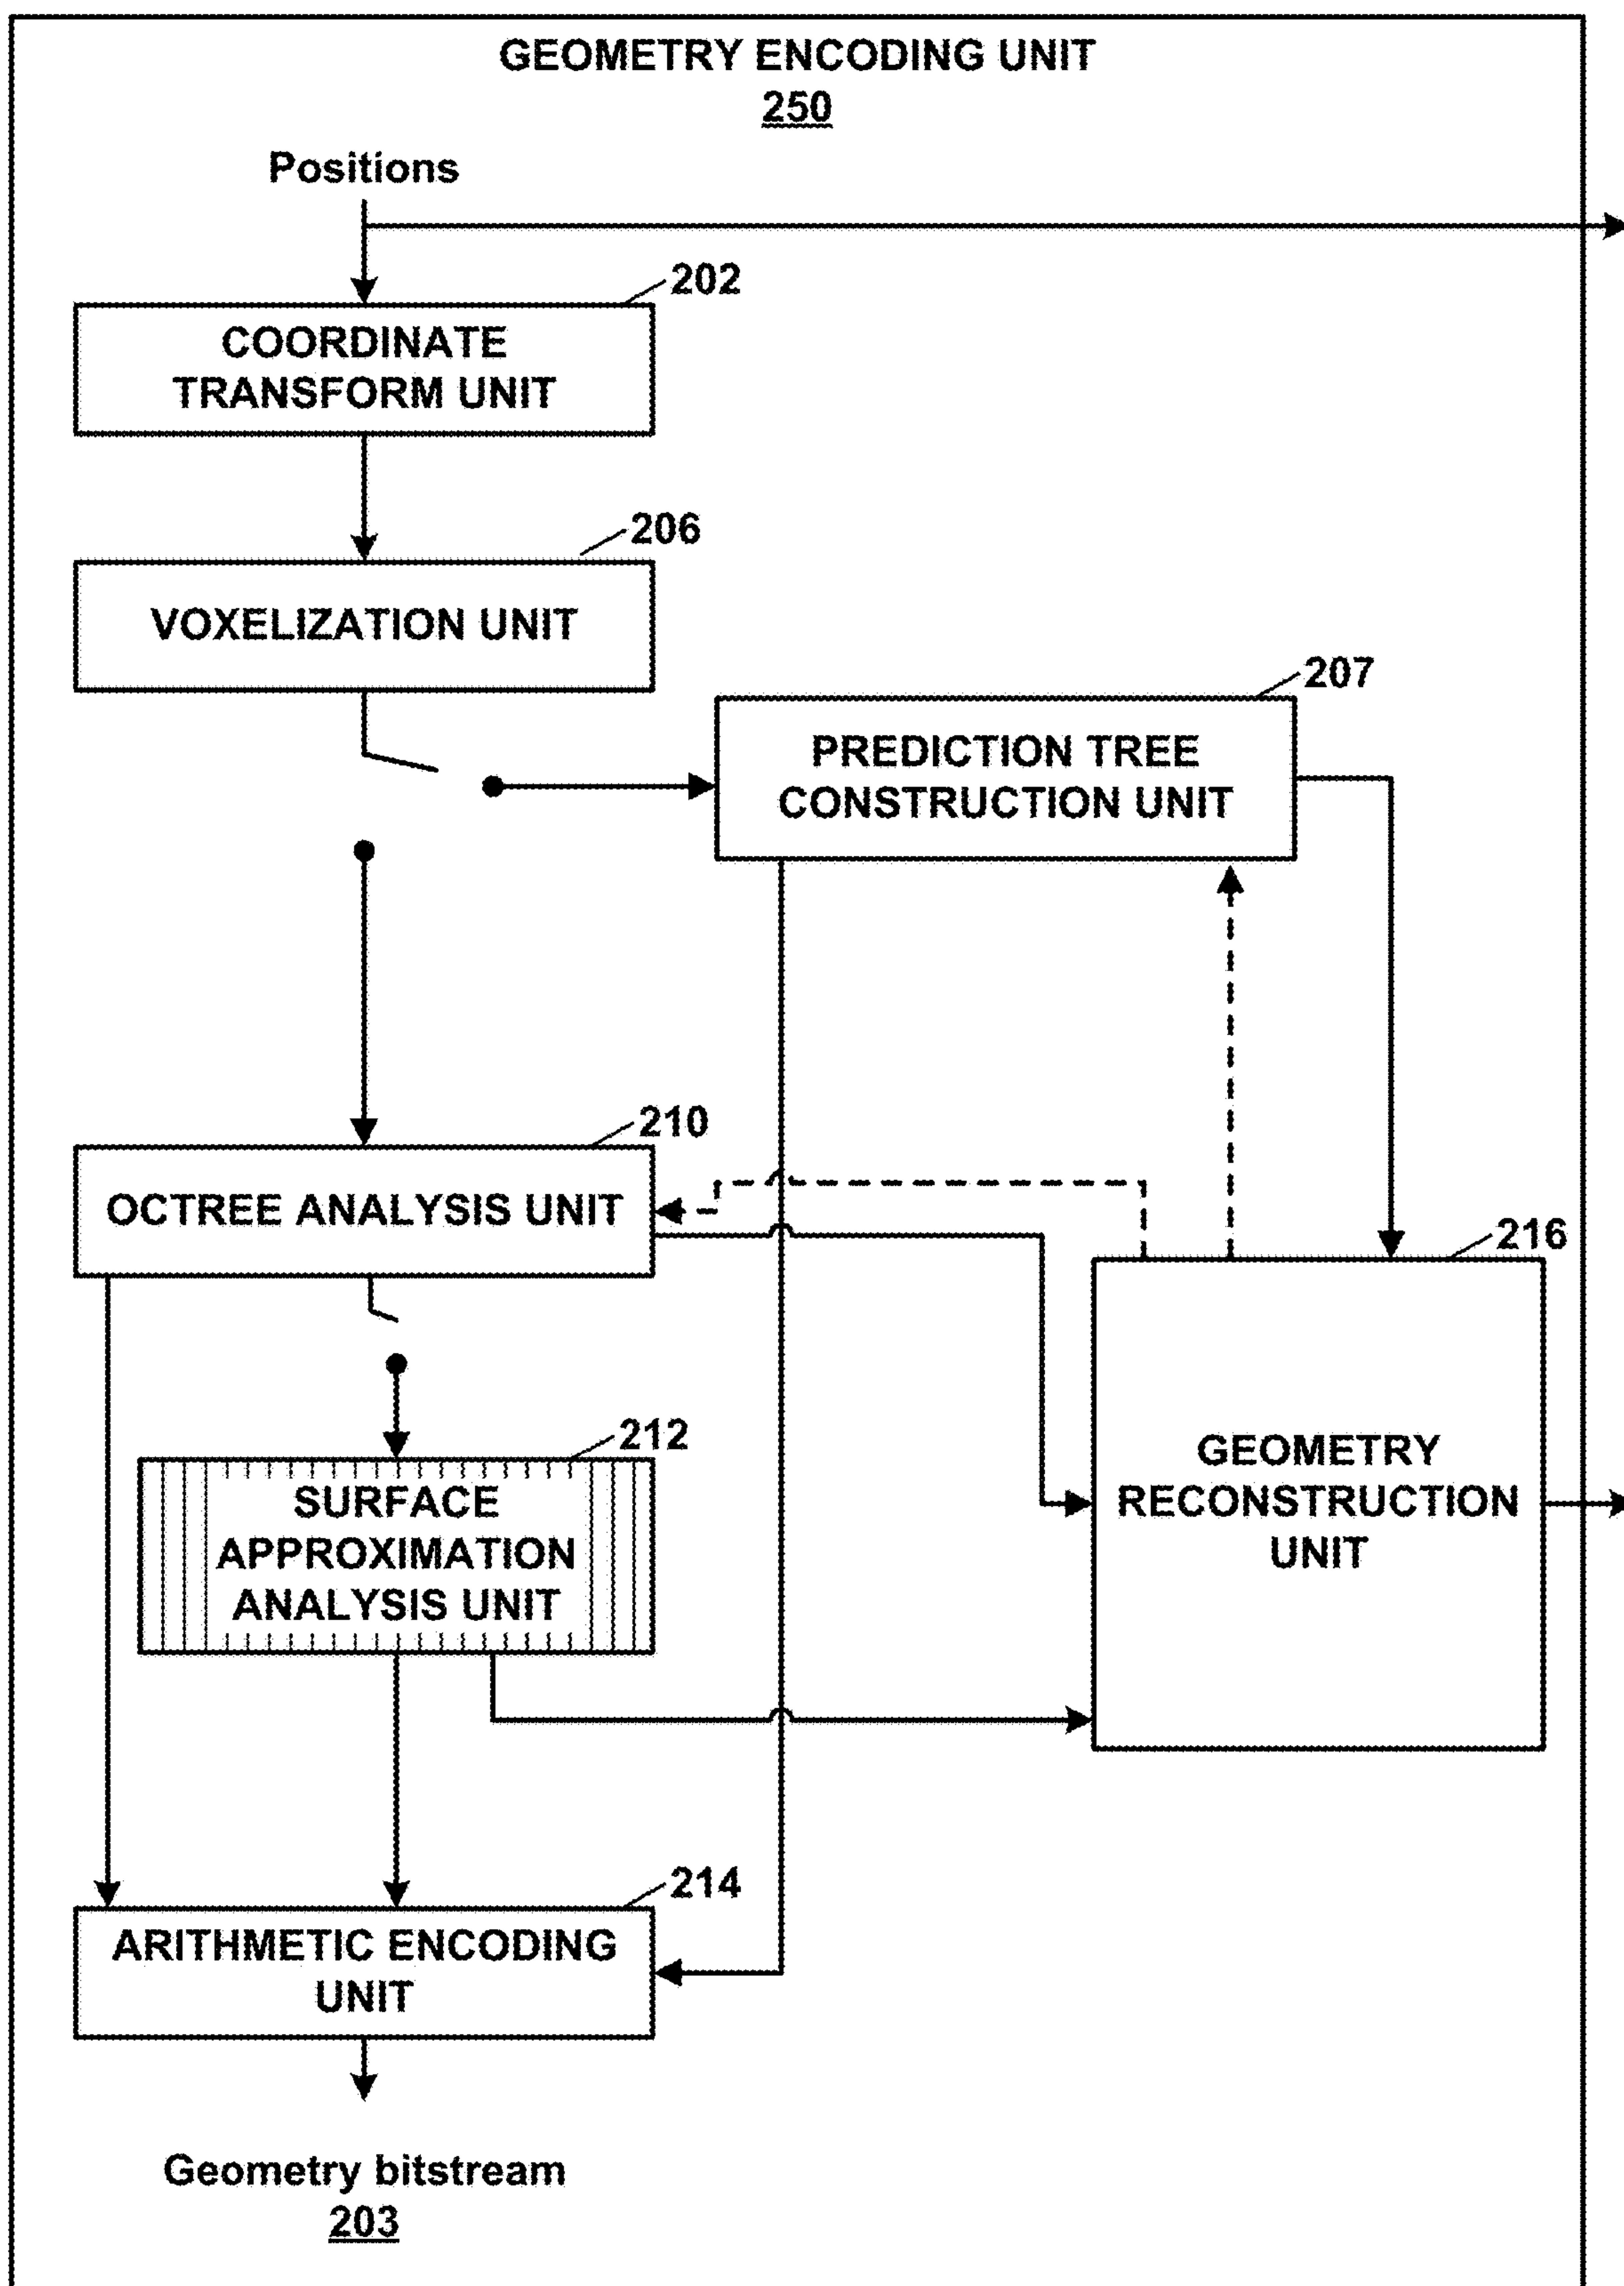 GEOMETRY ENCODING UNIT
250
Positions
202
COORDINATE
TRANSFORM UNIT
206
VOXELIZATION UNIT
207
PREDICTION TREE
CONSTRUCTION UNIT
210
OCTREE ANALYSIS UNIT
216
GEOMETRY
RECONSTRUCTION
UNIT
212
SURFACE
APPROXIMATION
ANALYSIS UNIT
214
ARITHMETIC ENCODING
UNIT
Geometry bitstream
203